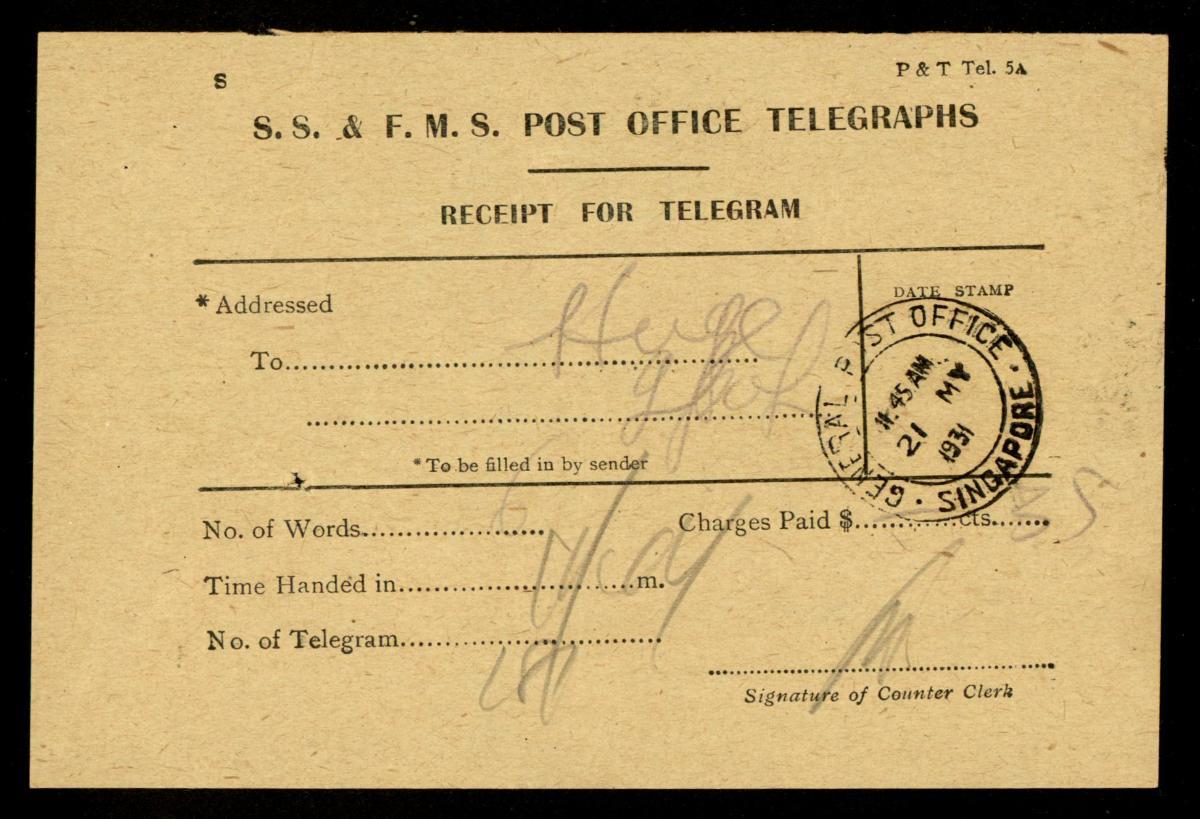 S
P & T Tel. 5A
S. S. & F. M. S. POST OFFICE TELEGRAPHS
RECEIPT FOR TELEGRAM
* Addressed
DATE STAMP
To
GENERAL POST OFFICE · SINGAPORE ·
11.45 AM
21 MY
1931
* To be filled in by sender
No. of Words
Charges Paid $ cts.
Time Handed in m.
No. of Telegram
Signature of Counter Clerk